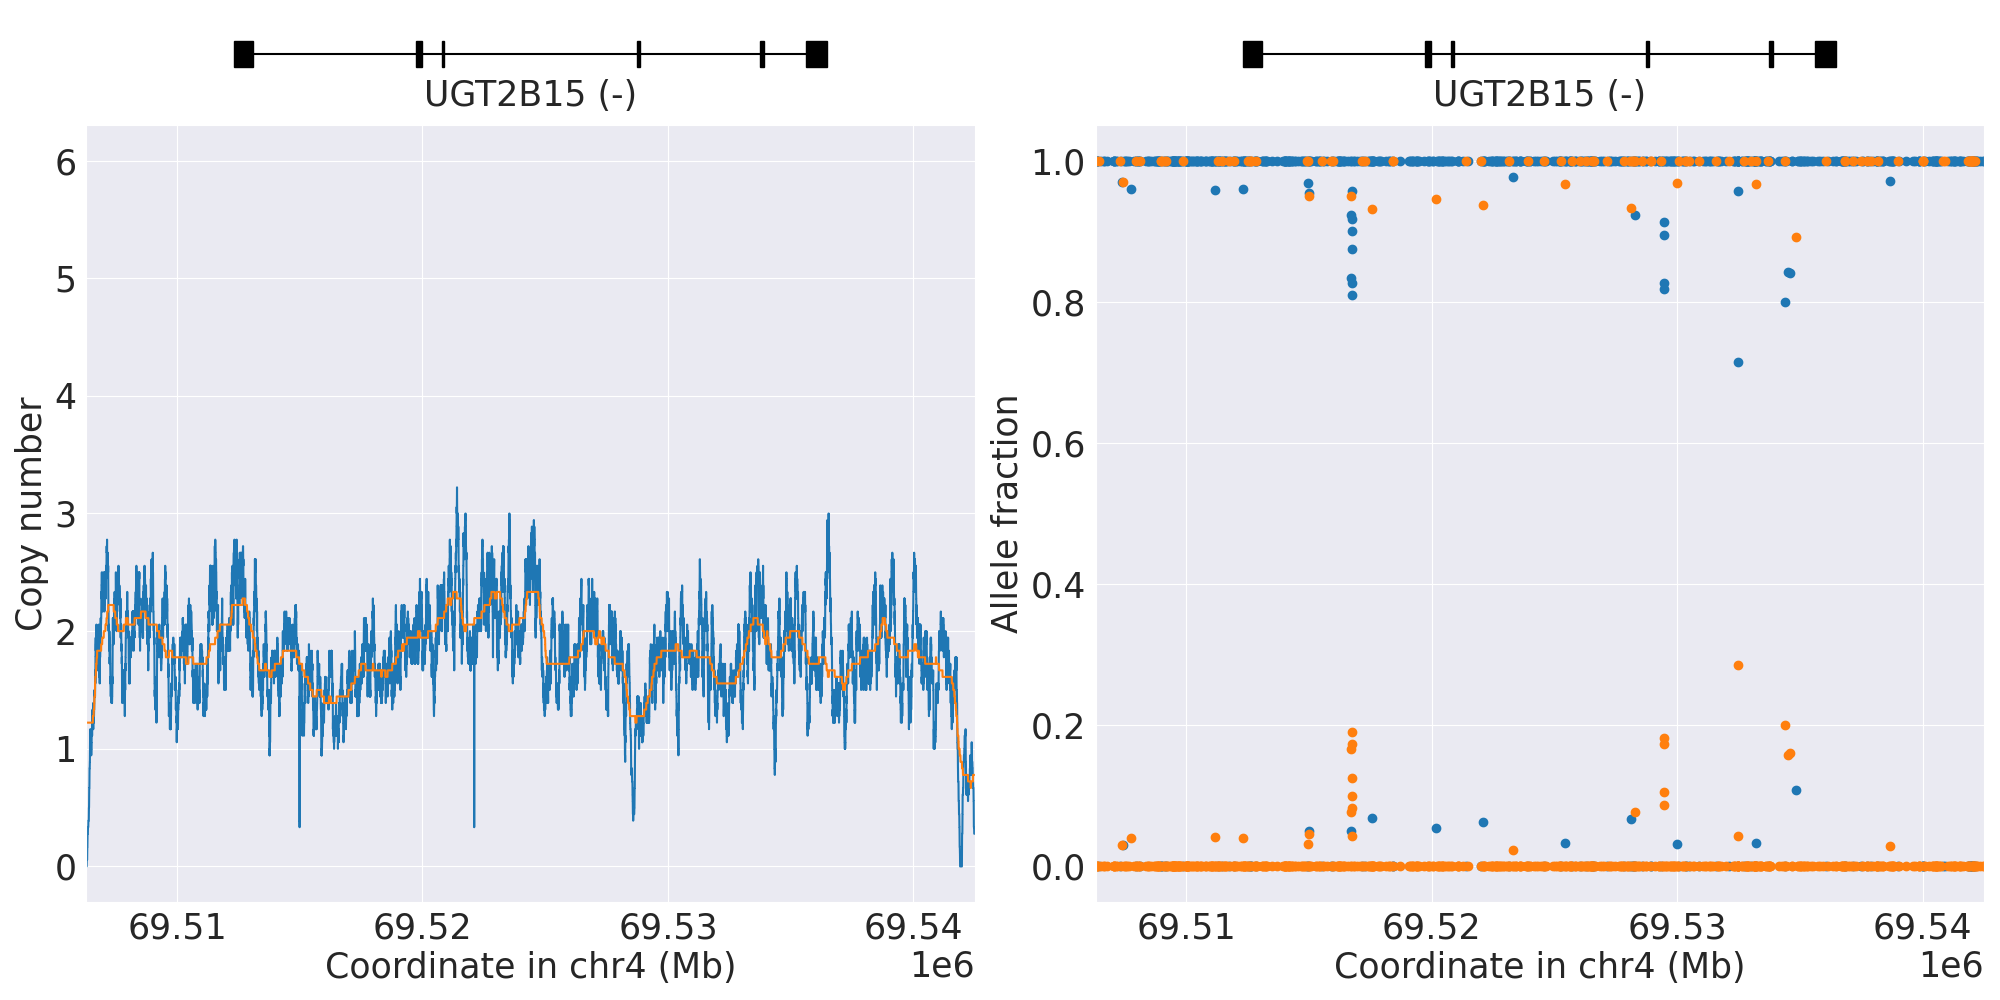 UGT2B15 (-)
6
5
4
3
2
1
0
Copy number
69.51 69.52 69.53 69.54
Coordinate in chr4 (Mb)
1e6
UGT2B15 (-)
1.0
0.8
0.6
0.4
0.2
0.0
Allele fraction
69.51 69.52 69.53 69.54
Coordinate in chr4 (Mb)
1e6